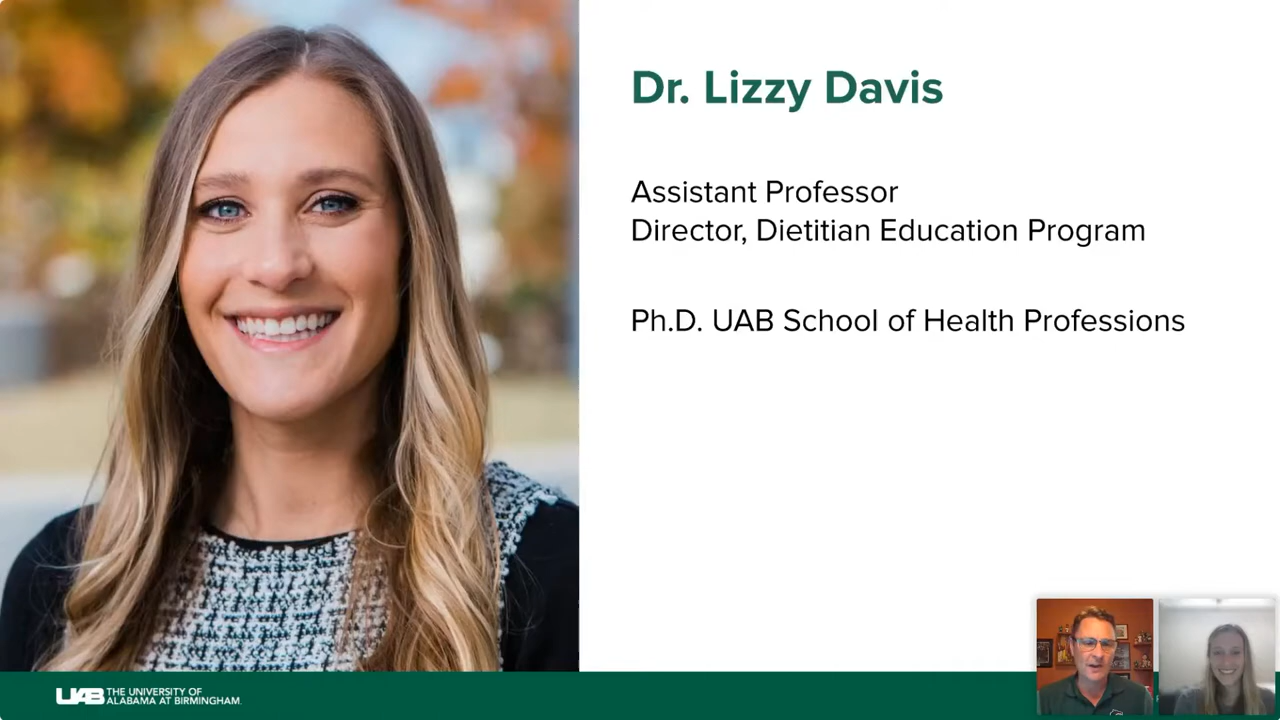 Dr. Lizzy Davis
Assistant Professor
Director, Dietitian Education Program
Ph.D. UAB School of Health Professions
UAB THE UNIVERSITY OF
ALABAMA AT BIRMINGHAM.